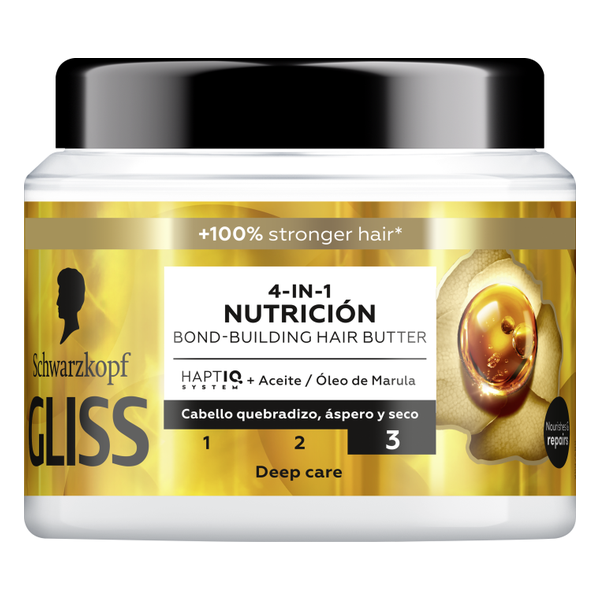 +100% stronger hair*
4-IN-1
NUTRICIÓN
BOND-BUILDING HAIR BUTTER
HAPTIQ
SYSTEM
+ Aceite / Óleo de Marula
Cabello quebradizo, áspero y seco
1 2 3
Deep care
Schwarzkopf
GLISS
Nourishes &
repairs